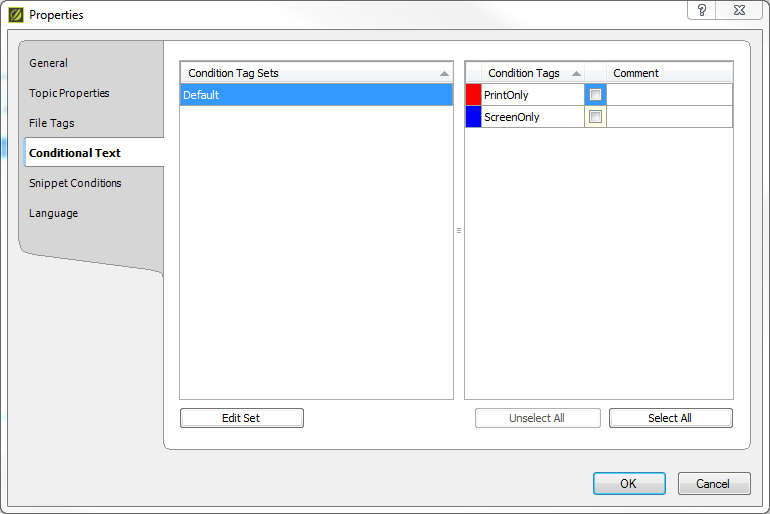 Properties
General
Topic Properties
File Tags
Conditional Text
Snippet Conditions
Language
Condition Tag Sets
Default
Edit Set
Condition Tags Comment
PrintOnly
ScreenOnly
Unselect All Select All
OK Cancel